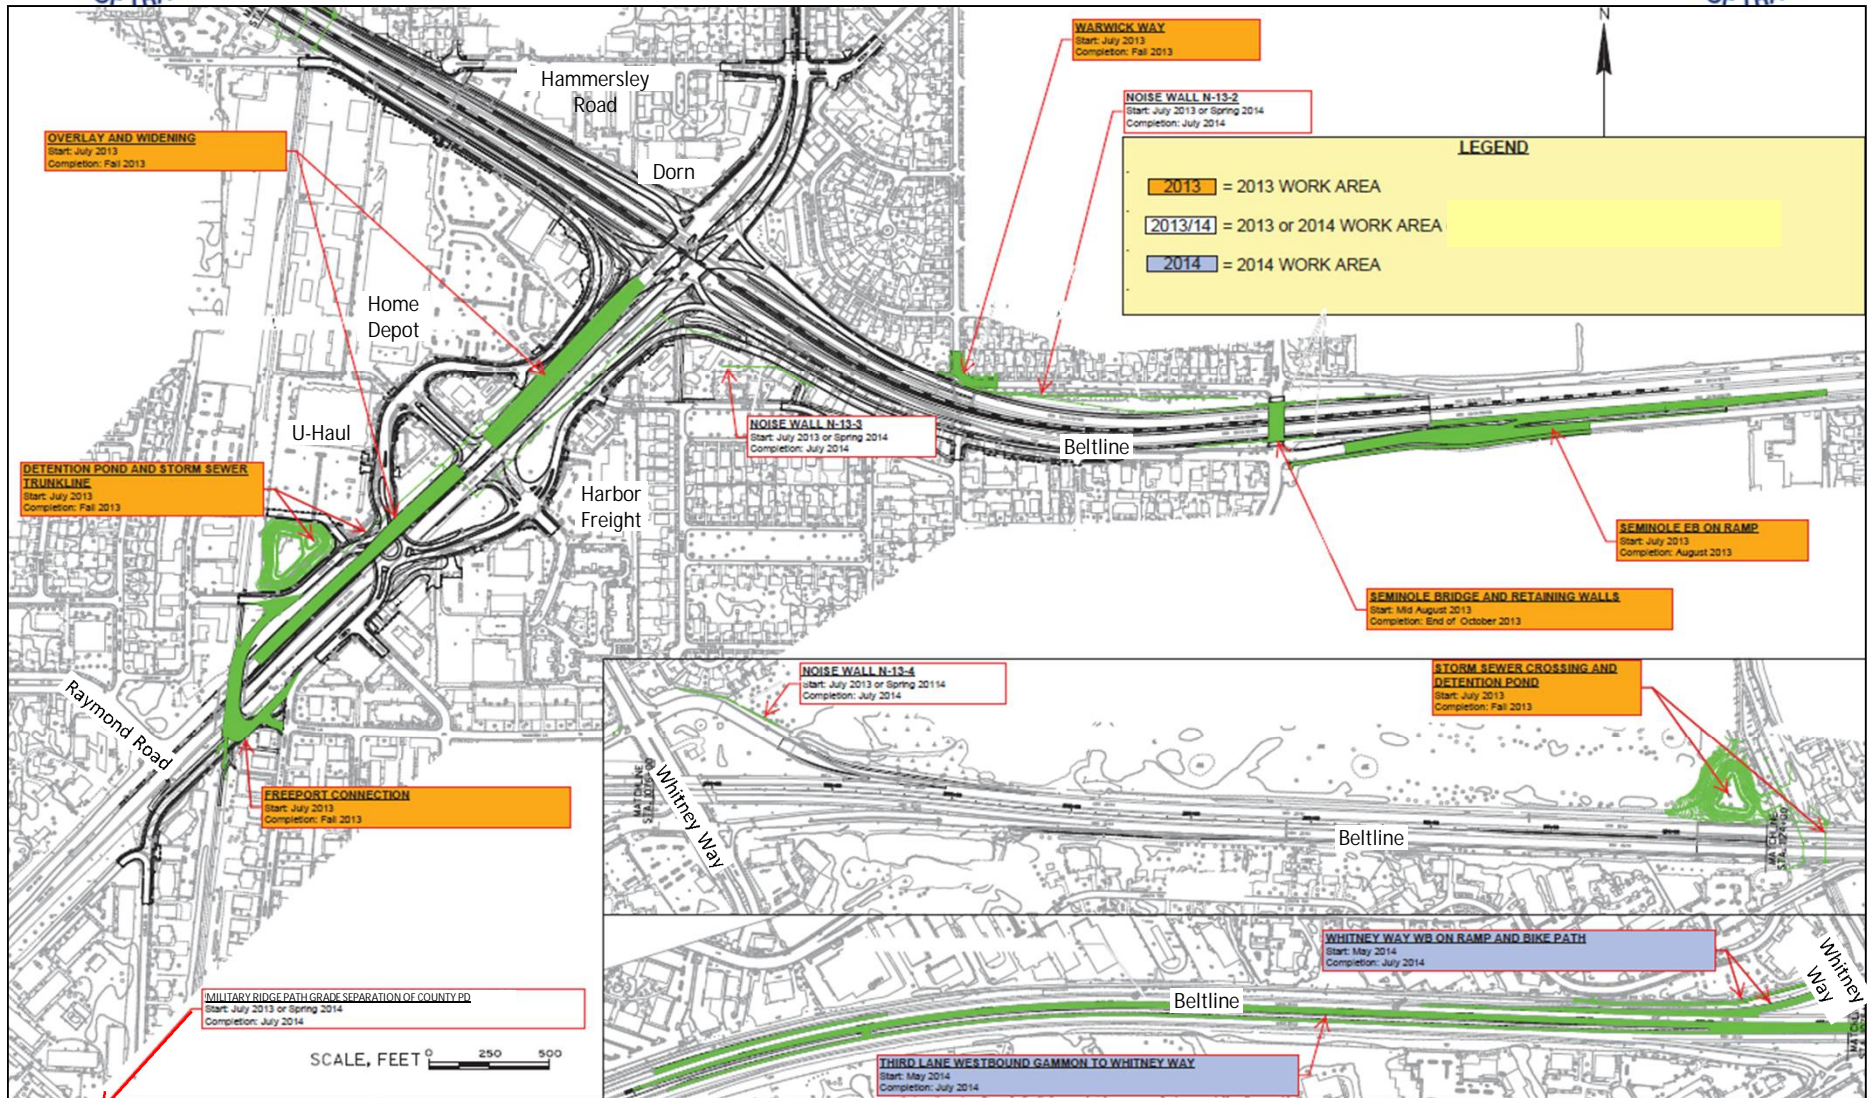 WARWICK WAY
Start: July 2013
Completion: Fall 2013
N
Hammersley
Road
NOISE WALL N-13-2
Start: July 2013 or Spring 2014
Completion: July 2014
OVERLAY AND WIDENING
Start: July 2013
Completion: Fall 2013
LEGEND
2013 = 2013 WORK AREA
2013/14 = 2013 or 2014 WORK AREA
2014 = 2014 WORK AREA
Dorn
Home
Depot
U-Haul
NOISE WALL N-13-3
Start: July 2013 or Spring 2014
Completion: July 2014
Beltline
DETENTION POND AND STORM SEWER
TRUNKLINE
Start: July 2013
Completion: Fall 2013
Harbor
Freight
SEMINOLE EB ON RAMP
Start: July 2013
Completion: August 2013
SEMINOLE BRIDGE AND RETAINING WALLS
Start: Mid August 2013
Completion: End of October 2013
Raymond Road
FREEPORT CONNECTION
Start: July 2013
Completion: Fall 2013
NOISE WALL N-13-4
Start: July 2013 or Spring 20114
Completion: July 2014
STORM SEWER CROSSING AND
DETENTION POND
Start: July 2013
Completion: Fall 2013
MATCHLINE
Whitney Way
Beltline
MATCHLINE
STA. 1124+00
WHITNEY WAY WB ON RAMP AND BIKE PATH
Start: May 2014
Completion: July 2014
Whitney
Way
Beltline
THIRD LANE WESTBOUND GAMMON TO WHITNEY WAY
Start: May 2014
Completion: July 2014
MILITARY RIDGE PATH GRADE SEPARATION OF COUNTY PD
Start: July 2013 or Spring 2014
Completion: July 2014
SCALE, FEET 0 250 500